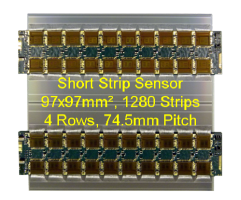 Short Strip Sensor
97x97mm², 1280 Strips
4 Rows, 74.5mm Pitch